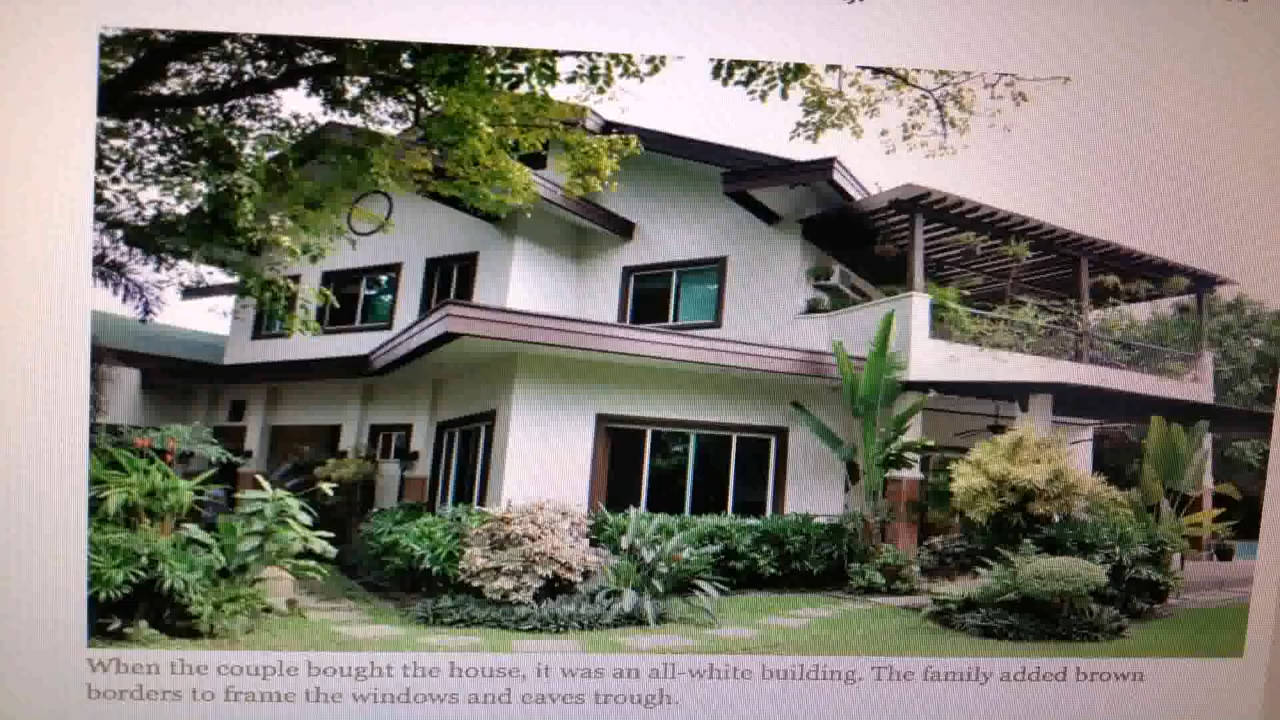 When the couple bought the house, it was an all-white building. The family added brown
borders to frame the windows and eaves trough.